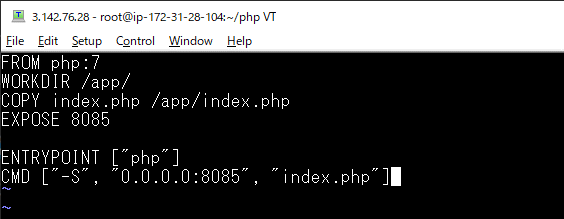 3.142.76.28 - root@ip-172-31-28-104:~/php VT
File Edit Setup Control Window Help
FROM php:7
WORKDIR /app/
COPY index.php /app/index.php
EXPOSE 8085
ENTRYPOINT ["php"]
CMD ["-S", "0.0.0.0:8085", "index.php"]
~
~